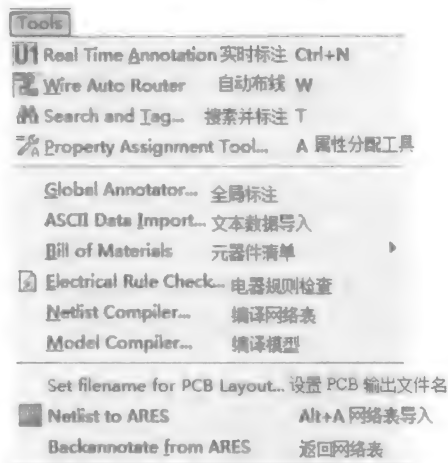 Tools
U1 Real Time Annotation 实时标注 Ctrl+N
Wire Auto Router 自动布线 W
Search and Tag... 搜素并标注 T
Property Assignment Tool... A 属性分配工具
Global Annotator... 全局标注
ASCII Data Import... 文本数据导入
Bill of Materials 元器件清单
Electrical Rule Check... 电器规则检查
Netlist Compiler... 编译网络表
Model Compiler... 编译模型
Set filename for PCB Layout... 设置 PCB 输出文件名
Netlist to ARES Alt+A 网络表导入
Backannotate from ARES 返回网络表